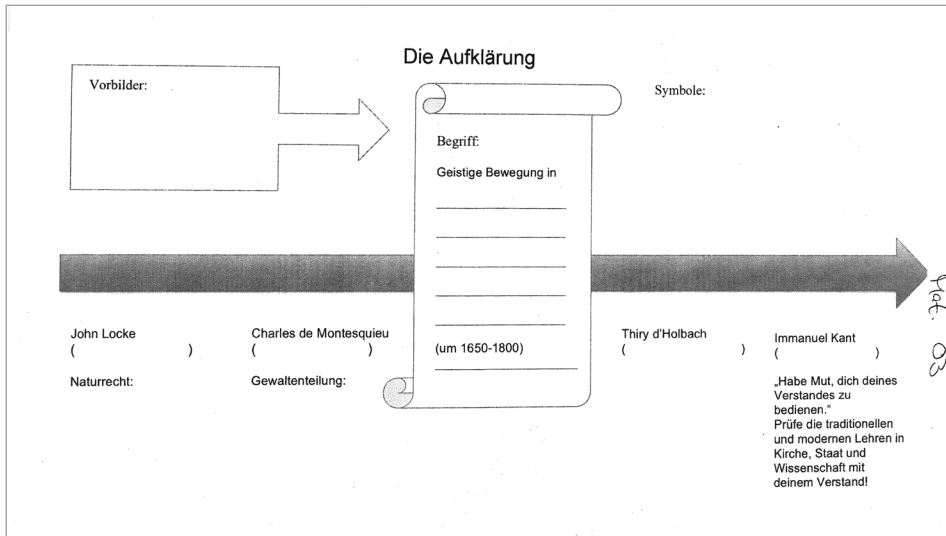 Die Aufklärung
Vorbilder:
Symbole:
Begriff:
Geistige Bewegung in
(um 1650-1800)
John Locke
( )
Naturrecht:
Charles de Montesquieu
( )
Gewaltenteilung:
Thiry d'Holbach
( )
Immanuel Kant
( )
„Habe Mut, dich deines
Verstandes zu
bedienen.“
Prüfe die traditionellen
und modernen Lehren in
Kirche, Staat und
Wissenschaft mit
deinem Verstand!
Mat. 03